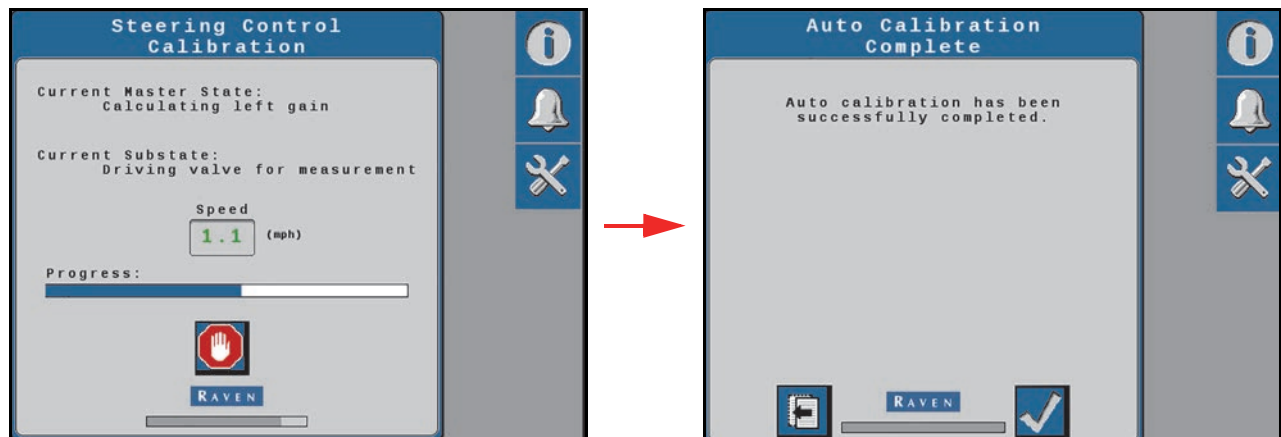 Steering Control
Calibration
Current Master State:
Calculating left gain
Current Substate:
Driving valve for measurement
Speed
1.1 (mph)
Progress:
RAVEN
Auto Calibration
Complete
Auto calibration has been
successfully completed.
RAVEN